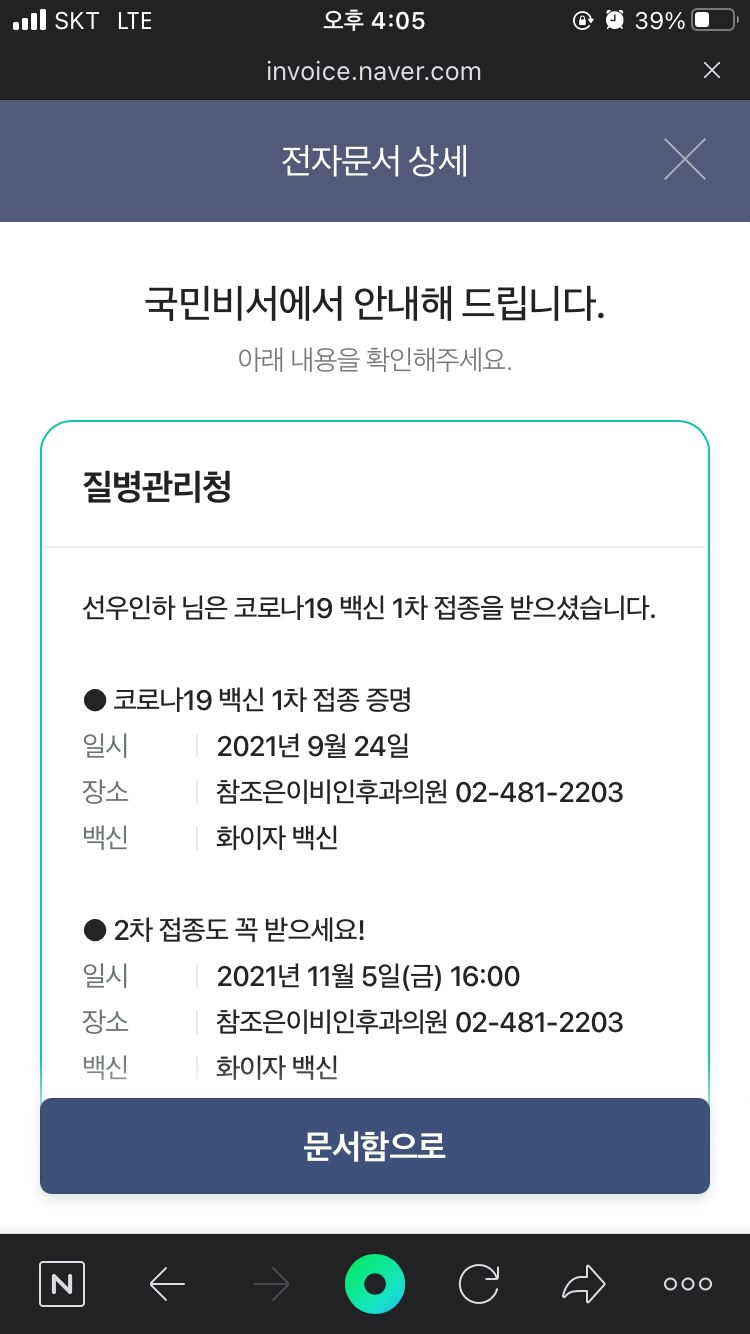 SKT LTE 오후 4:05 39%
invoice.naver.com
전자문서 상세
국민비서에서 안내해 드립니다.
아래 내용을 확인해주세요.
질병관리청
선우인하 님은 코로나19 백신 1차 접종을 받으셨습니다.
● 코로나19 백신 1차 접종 증명
일시 2021년 9월 24일
장소 참조은이비인후과의원 02-481-2203
백신 화이자 백신
● 2차 접종도 꼭 받으세요!
일시 2021년 11월 5일(금) 16:00
장소 참조은이비인후과의원 02-481-2203
백신 화이자 백신
문서함으로
N